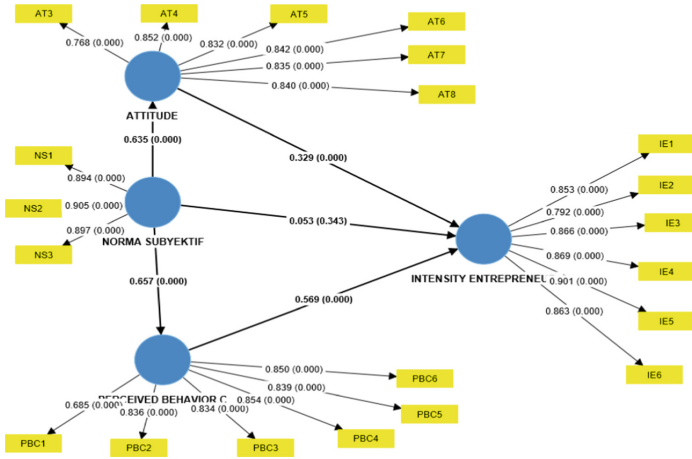 AT3
AT4
AT5
AT6
AT7
AT8
0.768 (0.000)
0.852 (0.000)
0.832 (0.000)
0.842 (0.000)
0.835 (0.000)
0.840 (0.000)
ATTITUDE
0.635 (0.000)
0.329 (0.000)
NS1
NS2
NS3
0.894 (0.000)
0.905 (0.000)
0.897 (0.000)
NORMA SUBYEKTIF
0.053 (0.343)
0.657 (0.000)
0.569 (0.000)
IE1
IE2
IE3
IE4
IE5
IE6
0.853 (0.000)
0.792 (0.000)
0.866 (0.000)
0.869 (0.000)
0.901 (0.000)
0.863 (0.000)
INTENSITY ENTREPRENEU
PERCEIVED BEHAVIOR C
0.685 (0.000)
0.836 (0.000)
0.834 (0.000)
0.854 (0.000)
0.839 (0.000)
0.850 (0.000)
PBC1
PBC2
PBC3
PBC4
PBC5
PBC6